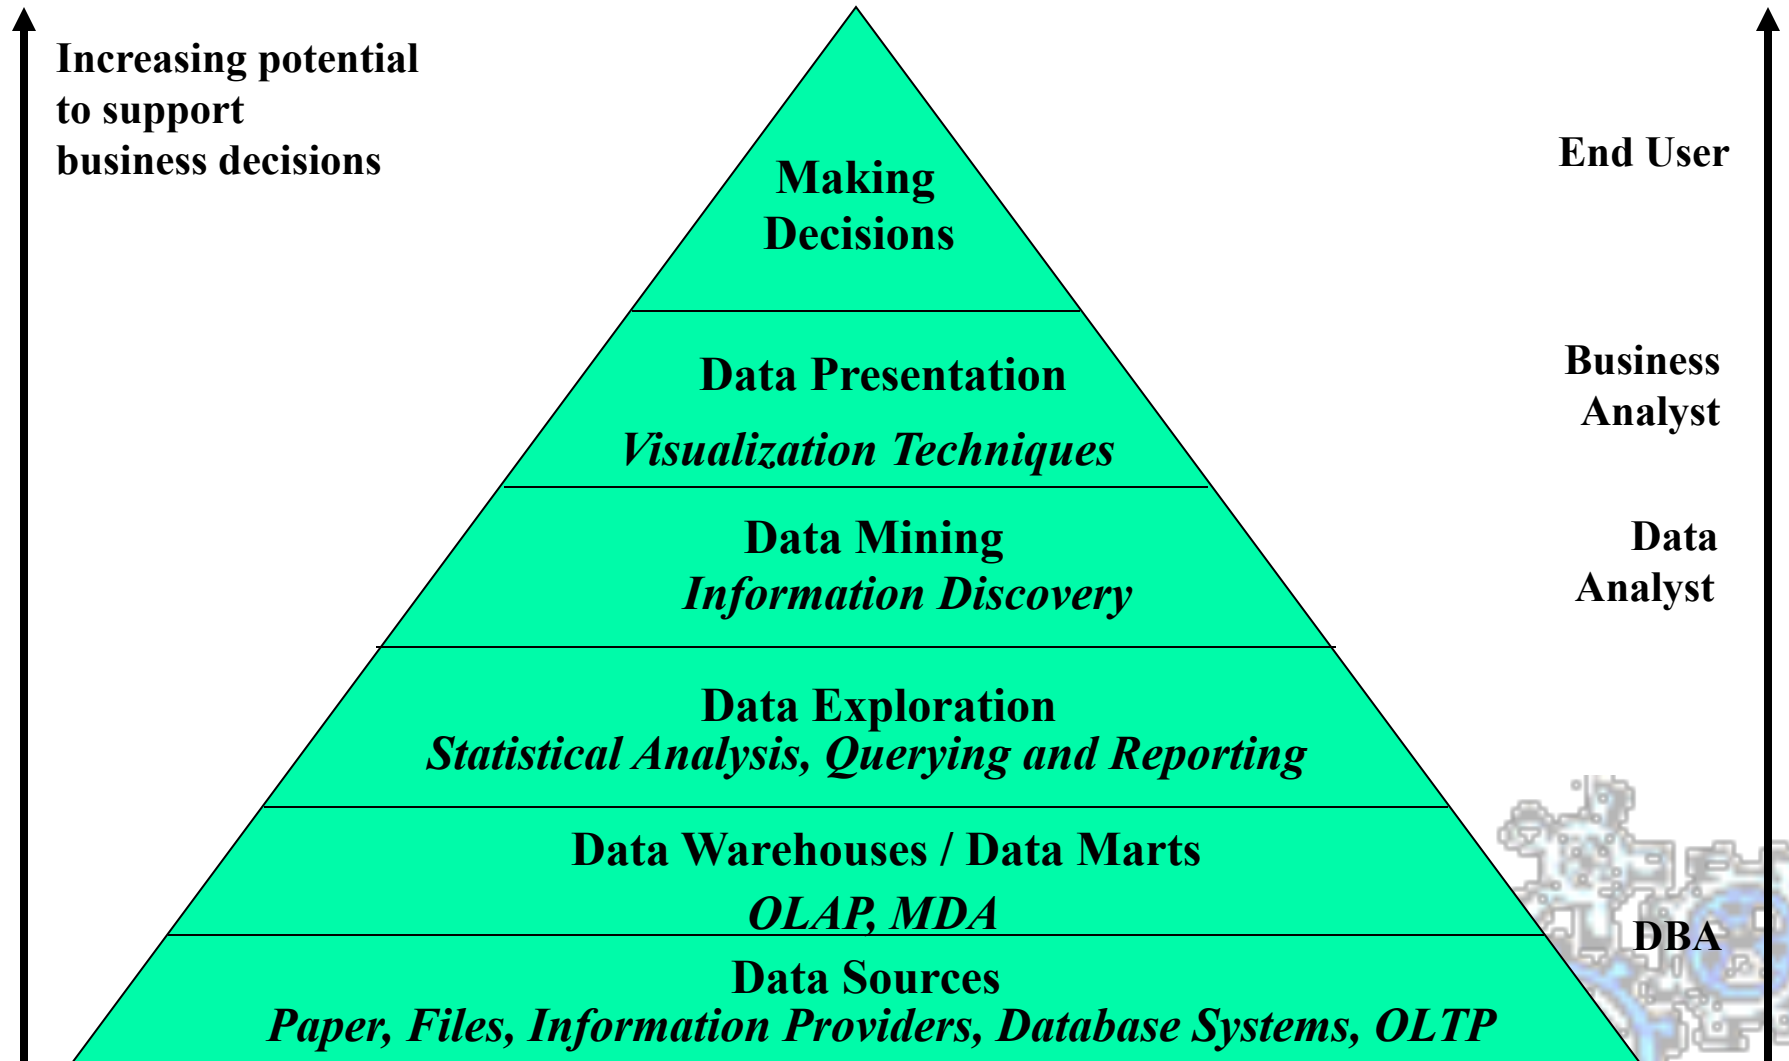 Increasing potential
to support
business decisions
End User
Making
Decisions
Business
Analyst
Data Presentation
Visualization Techniques
Data
Analyst
Data Mining
Information Discovery
Data Exploration
Statistical Analysis, Querying and Reporting
Data Warehouses / Data Marts
OLAP, MDA
DBA
Data Sources
Paper, Files, Information Providers, Database Systems, OLTP